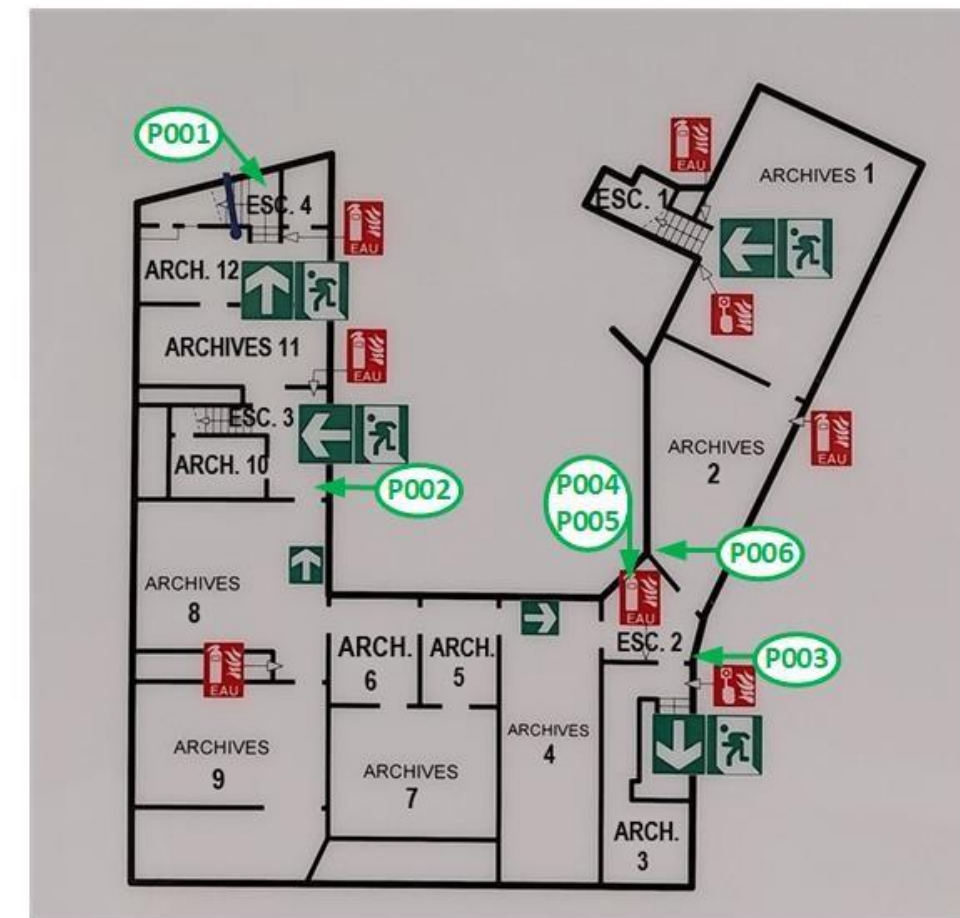 P001
EAU
ARCHIVES 1
ESC. 4
ESC. 1
EAU
ARCH. 12
ARCHIVES 11
EAU
ESC. 3
EAU
ARCHIVES
2
ARCH. 10
P002
P004
P005
P006
ARCHIVES
8
EAU
ESC. 2
P003
ARCH.
6
ARCH.
5
EAU
ARCHIVES
9
ARCHIVES
7
ARCHIVES
4
ARCH.
3